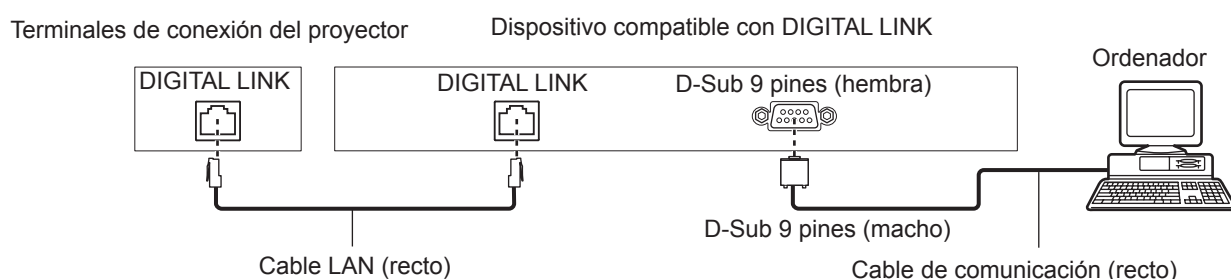 Terminales de conexión del proyector
Dispositivo compatible con DIGITAL LINK
Ordenador
DIGITAL LINK
DIGITAL LINK
D-Sub 9 pines (hembra)
D-Sub 9 pines (macho)
Cable LAN (recto)
Cable de comunicación (recto)